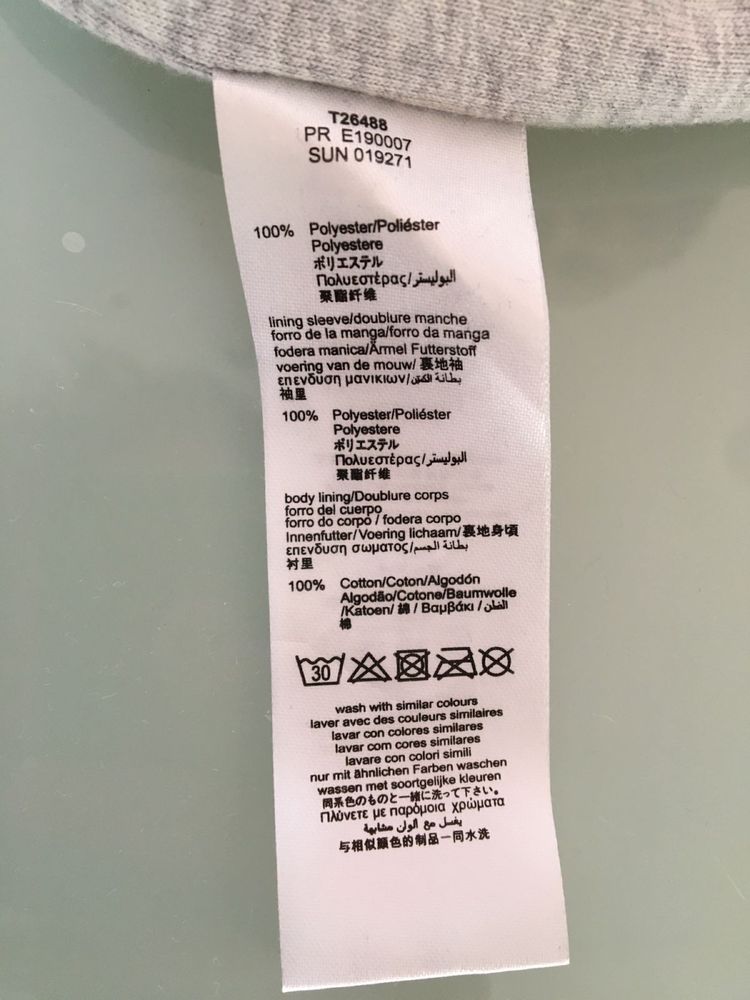 T26488
PR E190007
SUN 019271
100% Polyester/Poliéster
Polyestere
ポリエステル
Πολυεστέρας/البوليستر
聚酯纤维
lining sleeve/doublure manche
forro de la manga/forro da manga
fodera manica/Ärmel Futterstoff
voering van de mouw/ 裏地袖
επενδυση μανικιων/بطانة الكمّين
袖里
100% Polyester/Poliéster
Polyestere
ポリエステル
Πολυεστέρας/البوليستر
聚酯纤维
body lining/Doublure corps
forro del cuerpo
forro do corpo / fodera corpo
Innenfutter/Voering lichaam/裏地身頃
επενδυση σωματος/بطانة الجسم
衬里
100% Cotton/Coton/Algodón
Algodão/Cotone/Baumwolle
/Katoen/ 綿 / Βαμβάκι / القطن
棉
30
wash with similar colours
laver avec des couleurs similaires
lavar con colores similares
lavar com cores similares
lavare con colori simili
nur mit ähnlichen Farben waschen
wassen met soortgelijke kleuren
同系色のものと一緒に洗って下さい。
Πλύνετε με παρόμοια χρώματα
يغسل مع ألوان مشابهة
与相似颜色的制品一同水洗